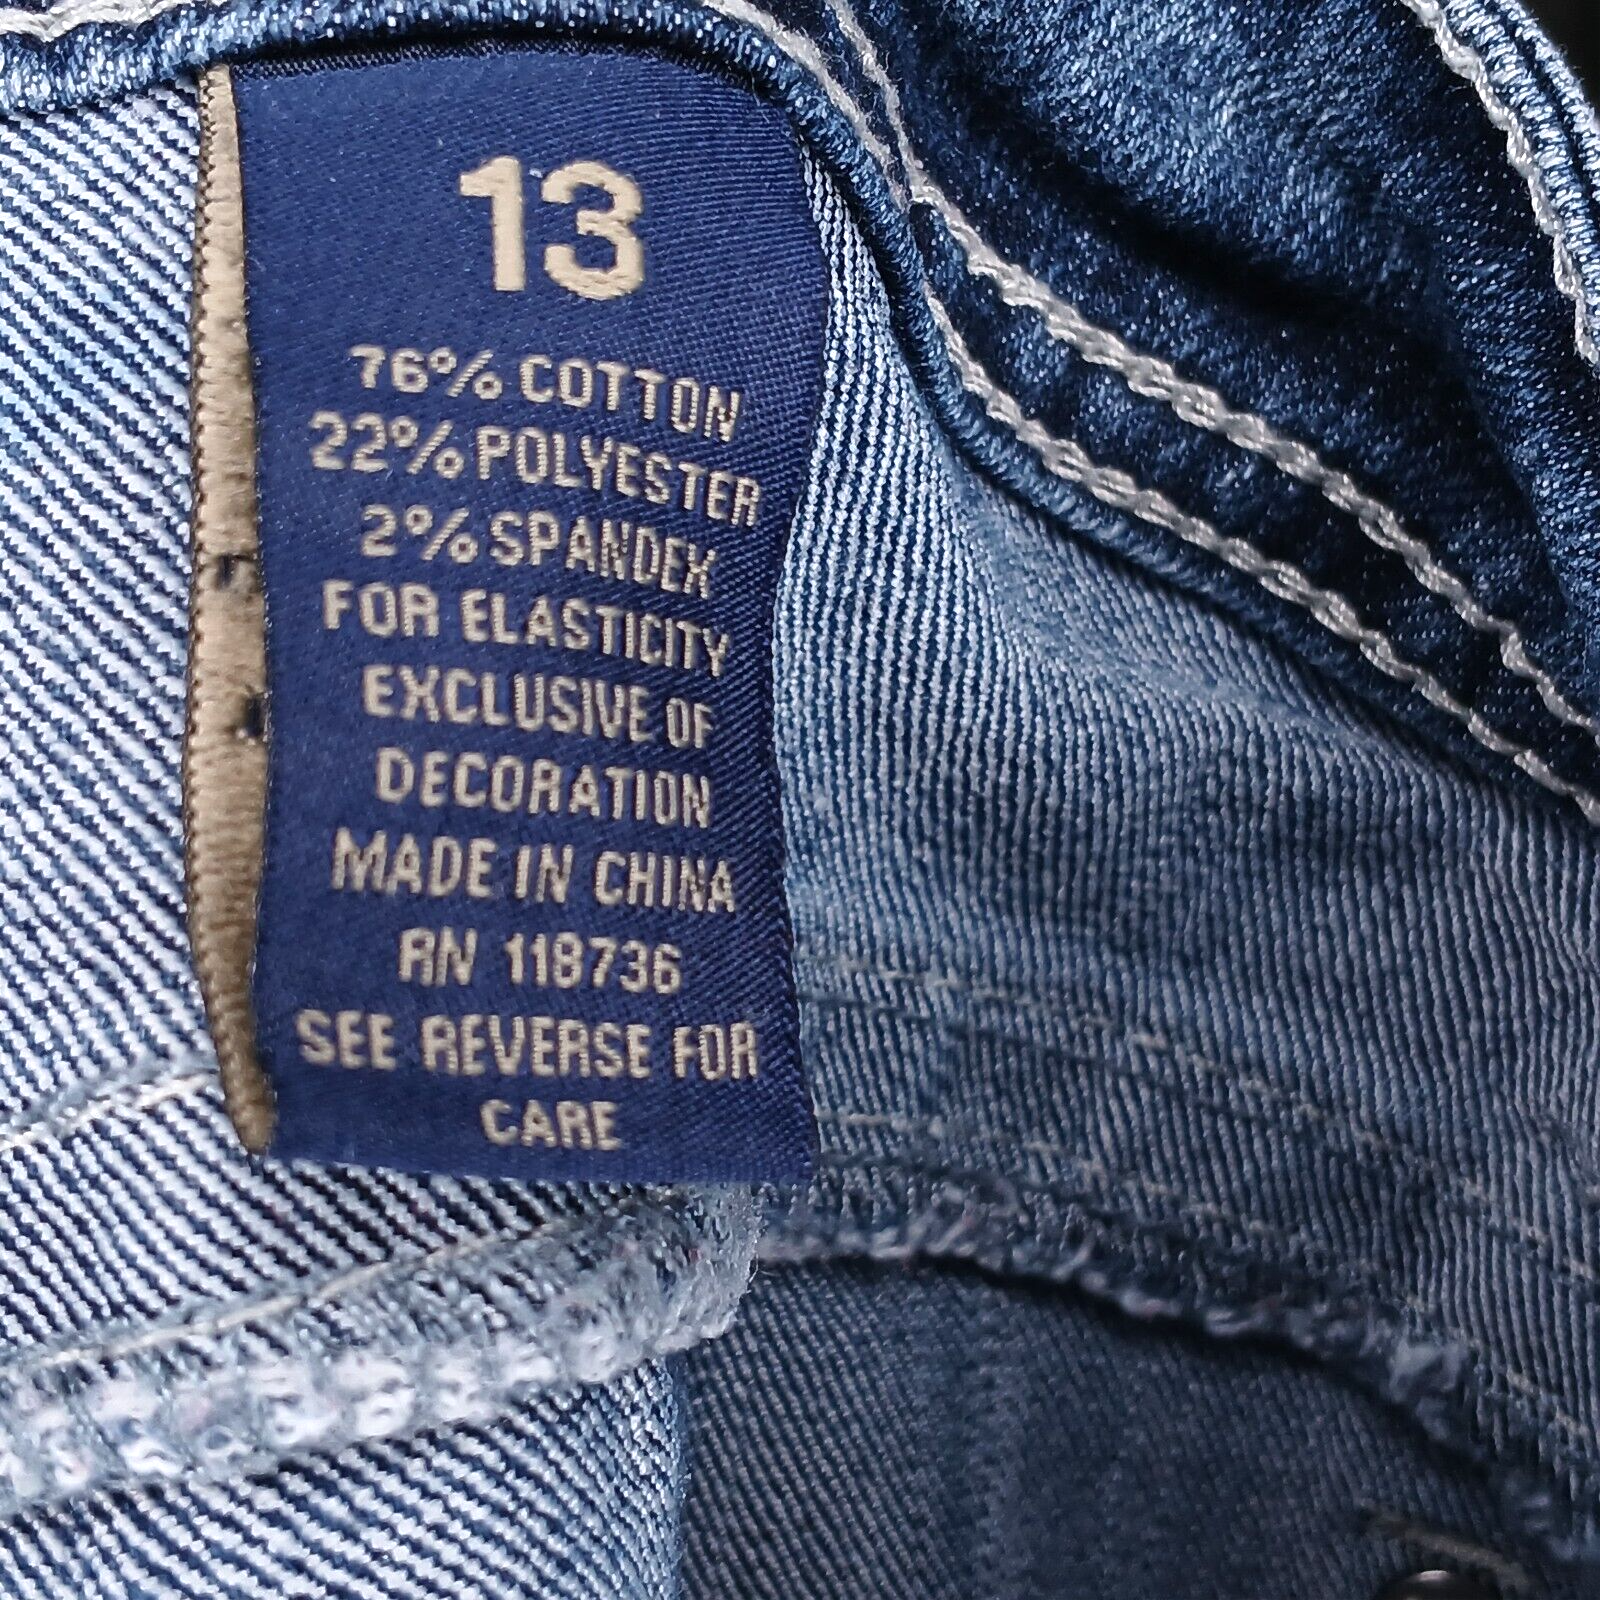 13
76% COTTON
22% POLYESTER
2% SPANDEX
FOR ELASTICITY
EXCLUSIVE OF
DECORATION
MADE IN CHINA
RN 118736
SEE REVERSE FOR
CARE